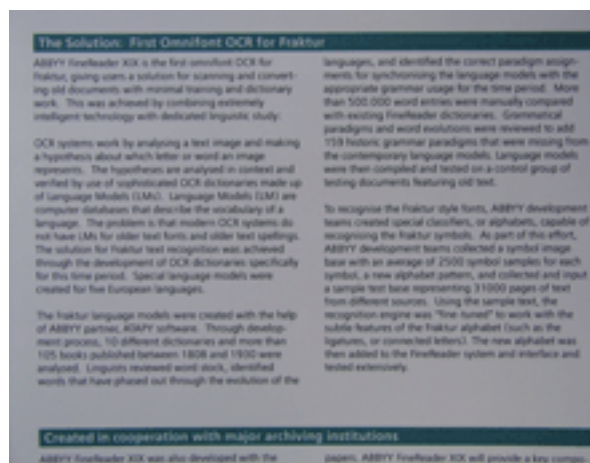 The Solution: First Omnifont OCR for Fraktur
ABBYY FineReader XIX is the first omnifont OCR for
Fraktur, giving users a solution for scanning and convert-
ing old documents with minimal training and dictionary
work. This was achieved by combining extremely
intelligent technology with dedicated linguistic study.
OCR systems work by analysing a text image and making
a hypothesis about which letter or word an image
represents. The hypotheses are analysed in context and
verified by use of sophisticated OCR dictionaries made up
of Language Models (LMs). Language Models (LM) are
computer databases that describe the vocabulary of a
language. The problem is that modern OCR systems do
not have LMs for older text fonts and older text spellings.
The solution for Fraktur text recognition was achieved
through the development of OCR dictionaries specifically
for this time period. Special language models were
created for five European languages.
The Fraktur language models were created with the help
of ABBYY partner, ATAPY software. Through develop-
ment process, 10 different dictionaries and more than
105 books published between 1808 and 1930 were
analysed. Linguists reviewed word stock, identified
words that have phased out through the evolution of the
languages, and identified the correct paradigm assign-
ments for synchronising the language models with the
appropriate grammar usage for the time period. More
than 500.000 word entries were manually compared
with existing FineReader dictionaries. Grammatical
paradigms and word evolutions were reviewed to add
159 historic grammar paradigms that were missing from
the contemporary language models. Language models
were then compiled and tested on a control group of
testing documents featuring old text.
To recognise the Fraktur style fonts, ABBYY development
teams created special classifiers, or alphabets, capable of
recognising the Fraktur symbols. As part of this effort,
ABBYY development teams collected a symbol image
base with an average of 2500 symbol samples for each
symbol, a new alphabet pattern, and collected and input
a sample test base representing 31000 pages of text
from different sources. Using the sample text, the
recognition engine was "fine-tuned" to work with the
subtle features of the Fraktur alphabet (such as the
ligatures, or connected letters). The new alphabet was
then added to the FineReader system and interface and
tested extensively.
Created in cooperation with major archiving institutions
ABBYY FineReader XIX was also developed with the
papers, ABBYY FineReader XIX will provide a key compo-